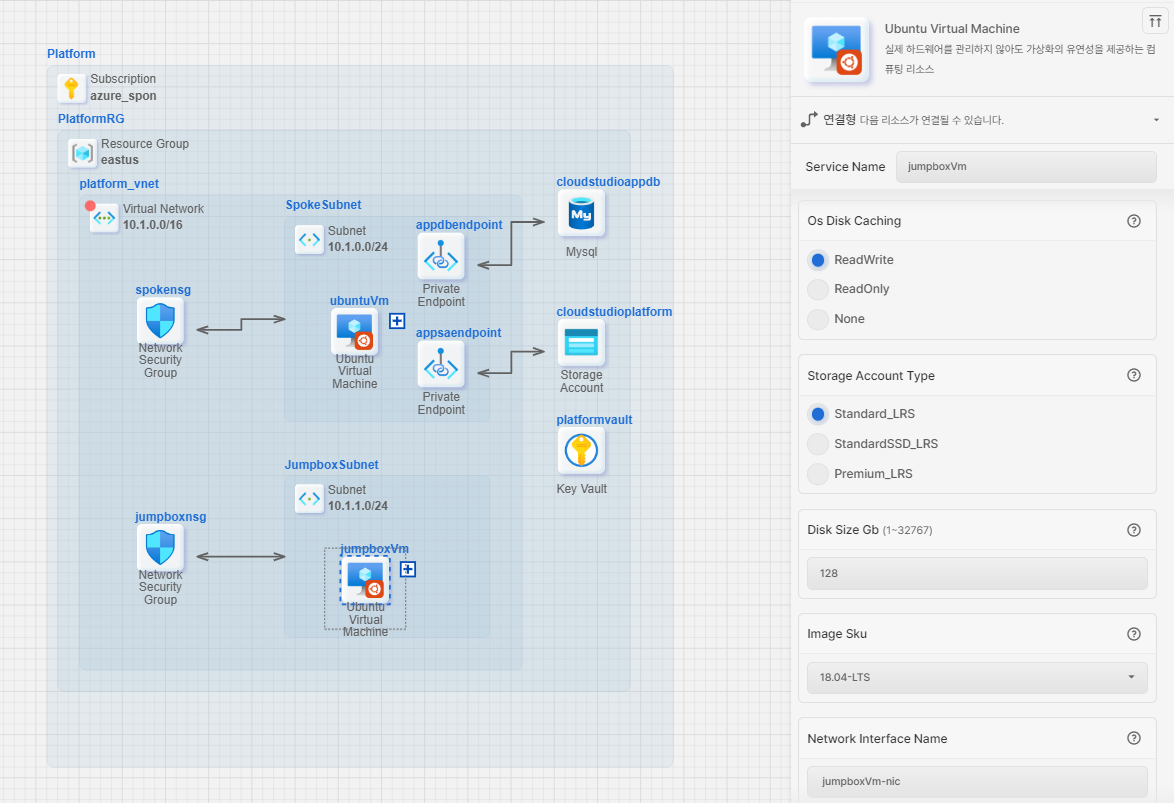 Platform
Subscription
azure_spon
PlatformRG
Resource Group
eastus
platform_vnet
Virtual Network
10.1.0.0/16
SpokeSubnet
Subnet
10.1.0.0/24
appdbendpoint
Private
Endpoint
cloudstudioappdb
My
Mysql
spokensg
Network
Security
Group
ubuntuVm
Ubuntu
Virtual
Machine
appsaendpoint
Private
Endpoint
cloudstudioplatform
Storage
Account
platformvault
Key Vault
JumpboxSubnet
Subnet
10.1.1.0/24
jumpboxnsg
Network
Security
Group
jumpboxVm
Ubuntu
Virtual
Machine
Ubuntu Virtual Machine
실제 하드웨어를 관리하지 않아도 가상화의 유연성을 제공하는 컴
퓨팅 리소스
연결형 다음 리소스가 연결될 수 있습니다.
Service Name
jumpboxVm
Os Disk Caching
ReadWrite
ReadOnly
None
Storage Account Type
Standard_LRS
StandardSSD_LRS
Premium_LRS
Disk Size Gb (1~32767)
128
Image Sku
18.04-LTS
Network Interface Name
jumpboxVm-nic